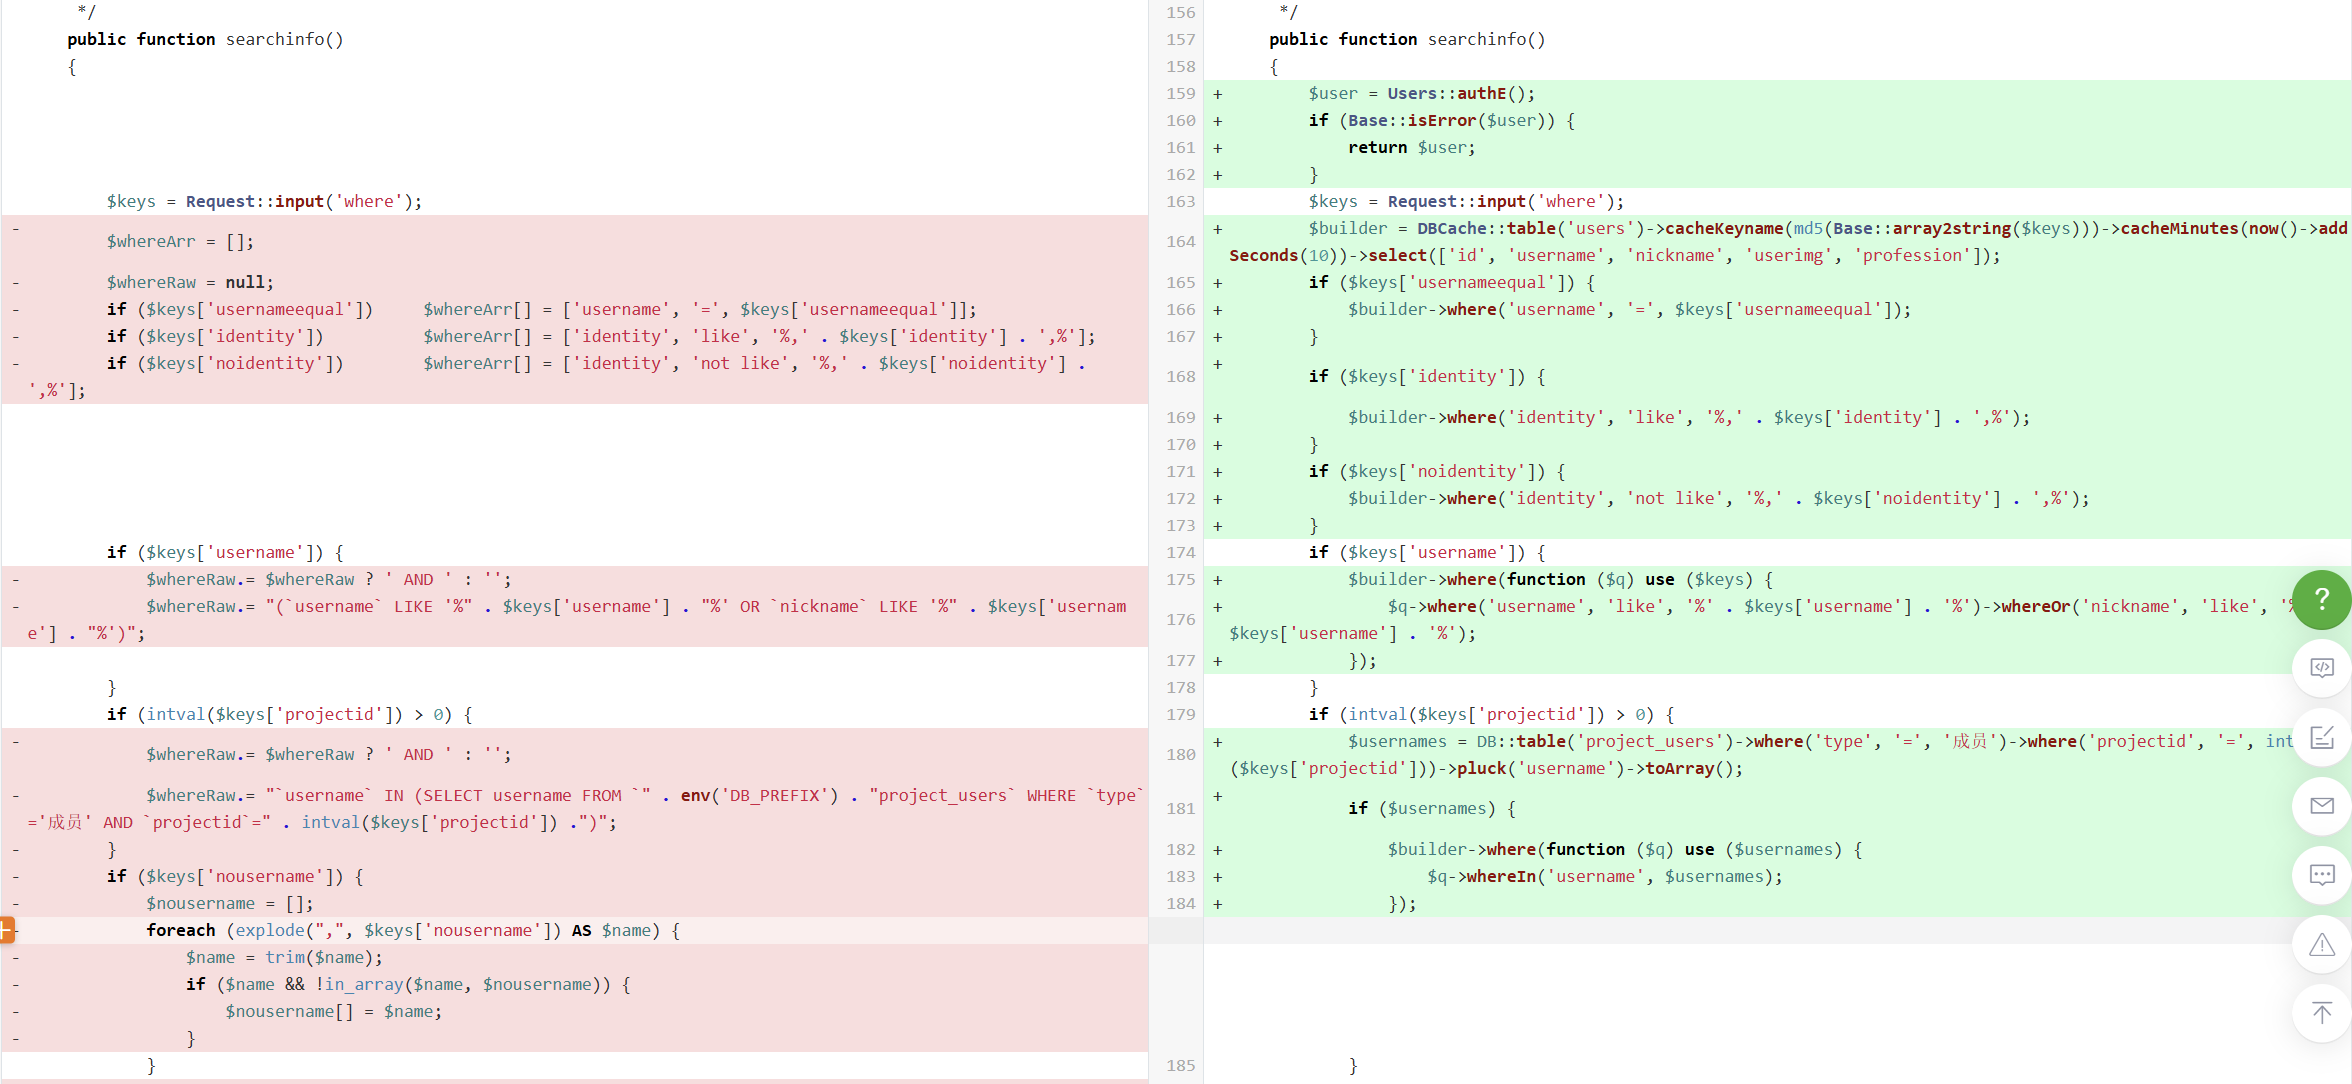 */
public function searchinfo()
{
$keys = Request::input('where');
-
$whereArr = [];
- $whereRaw = null;
- if ($keys['usernameequal']) $whereArr[] = ['username', '=', $keys['usernameequal']];
- if ($keys['identity']) $whereArr[] = ['identity', 'like', '%,' . $keys['identity'] . ',%'];
- if ($keys['noidentity']) $whereArr[] = ['identity', 'not like', '%,' . $keys['noidentity'] .
',%'];
if ($keys['username']) {
- $whereRaw.= $whereRaw ? ' AND ' : '';
- $whereRaw.= "(`username` LIKE '%" . $keys['username'] . "%' OR `nickname` LIKE '%" . $keys['usernam
e'] . "%')";
}
if (intval($keys['projectid']) > 0) {
-
$whereRaw.= $whereRaw ? ' AND ' : '';
- $whereRaw.= "`username` IN (SELECT username FROM `" . env('DB_PREFIX') . "project_users` WHERE `type`
='成员' AND `projectid`=" . intval($keys['projectid']) .")";
- }
- if ($keys['nousername']) {
- $nousername = [];
- foreach (explode(",", $keys['nousername']) AS $name) {
- $name = trim($name);
- if ($name && !in_array($name, $nousername)) {
- $nousername[] = $name;
- }
}
156 */
157 public function searchinfo()
158 {
159 + $user = Users::authE();
160 + if (Base::isError($user)) {
161 + return $user;
162 + }
163 $keys = Request::input('where');
164 + $builder = DBCache::table('users')->cacheKeyname(md5(Base::array2string($keys)))->cacheMinutes(now()->add
Seconds(10))->select(['id', 'username', 'nickname', 'userimg', 'profession']);
165 + if ($keys['usernameequal']) {
166 + $builder->where('username', '=', $keys['usernameequal']);
167 + }
168 + if ($keys['identity']) {
169 + $builder->where('identity', 'like', '%,' . $keys['identity'] . ',%');
170 + }
171 + if ($keys['noidentity']) {
172 + $builder->where('identity', 'not like', '%,' . $keys['noidentity'] . ',%');
173 + }
174 if ($keys['username']) {
175 + $builder->where(function ($q) use ($keys) {
176 + $q->where('username', 'like', '%' . $keys['username'] . '%')->whereOr('nickname', 'like', '
$keys['username'] . '%');
177 + });
178 }
179 if (intval($keys['projectid']) > 0) {
180 + $usernames = DB::table('project_users')->where('type', '=', '成员')->where('projectid', '=', int
($keys['projectid']))->pluck('username')->toArray();
181 + if ($usernames) {
182 + $builder->where(function ($q) use ($usernames) {
183 + $q->whereIn('username', $usernames);
184 + });
185 }
?